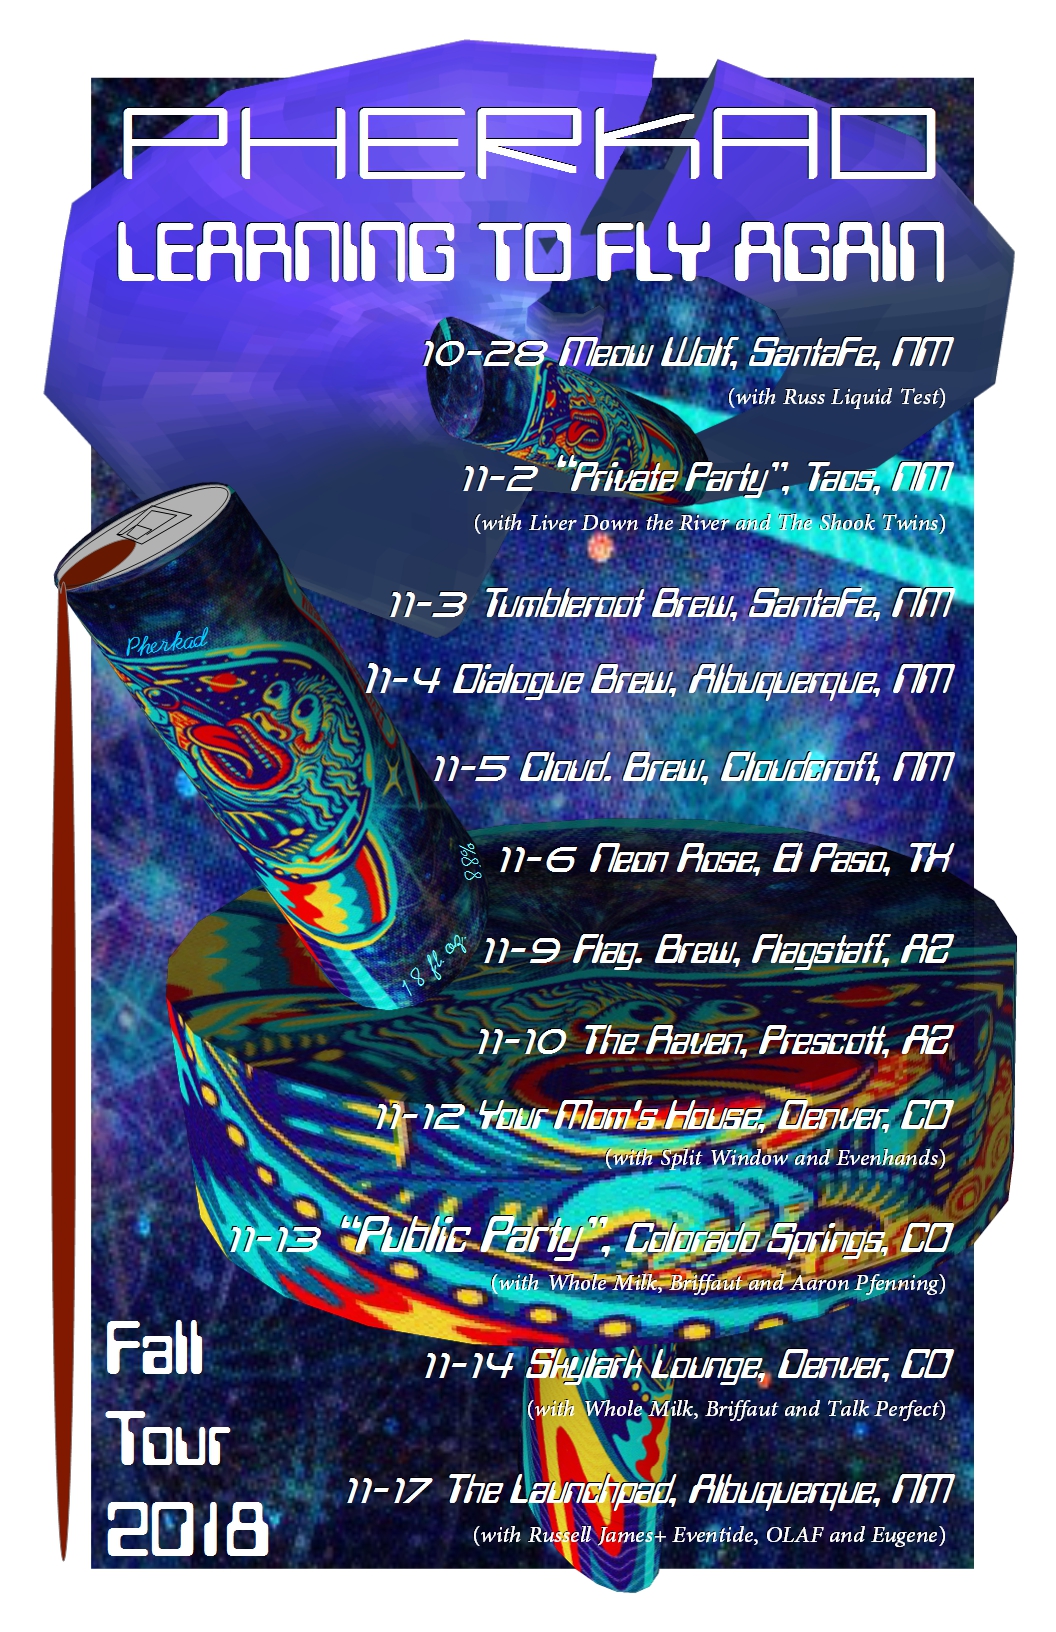 PHERKAD
LEARNING TO FLY AGAIN
10-28 Meow Wolf, SantaFe, NM
(with Russ Liquid Test)
11-2 “Private Party”, Taos, NM
(with Liver Down the River and The Shook Twins)
11-3 Tumbleroot Brew, SantaFe, NM
Pherkad
11-4 Dialogue Brew, Albuquerque, NM
11-5 Cloud. Brew, Cloudcroft, NM
8.8%
11-6 Neon Rose, El Paso, TX
18 fl. oz.
11-9 Flag. Brew, Flagstaff, AZ
11-10 The Raven, Prescott, AZ
11-12 Your Mom's House, Denver, CO
(with Split Window and Evenhands)
11-13 “Public Party”, Colorado Springs, CO
(with Whole Milk, Briffaut and Aaron Pfenning)
11-14 Skylark Lounge, Denver, CO
(with Whole Milk, Briffaut and Talk Perfect)
11-17 The Launchpad, Albuquerque, NM
(with Russell James+ Eventide, OLAF and Eugene)
Fall
Tour
2018